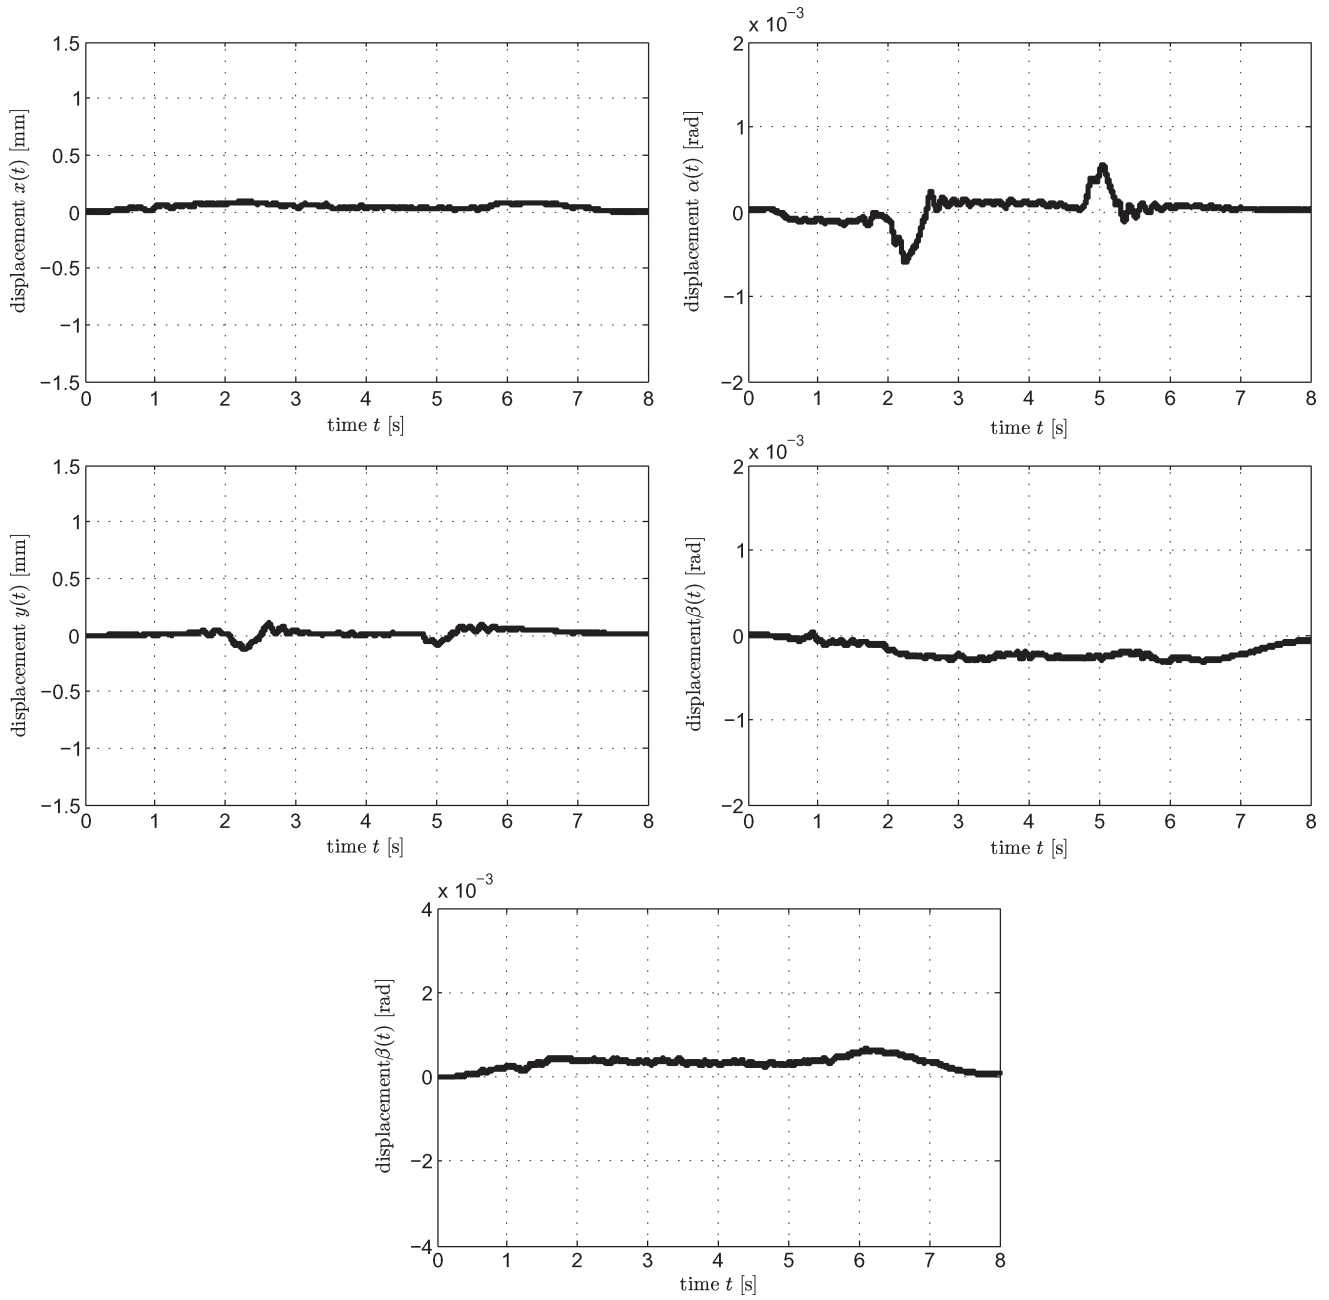 1.5
1
0.5
0
−0.5
−1
−1.5
displacement x(t) [mm]
0 1 2 3 4 5 6 7 8
time t [s]
x 10−3
2
1
0
−1
−2
displacement α(t) [rad]
0 1 2 3 4 5 6 7 8
time t [s]
1.5
1
0.5
0
−0.5
−1
−1.5
displacement y(t) [mm]
0 1 2 3 4 5 6 7 8
time t [s]
x 10−3
2
1
0
−1
−2
displacementβ(t) [rad]
0 1 2 3 4 5 6 7 8
time t [s]
x 10−3
4
2
0
−2
−4
displacementβ(t) [rad]
0 1 2 3 4 5 6 7 8
time t [s]